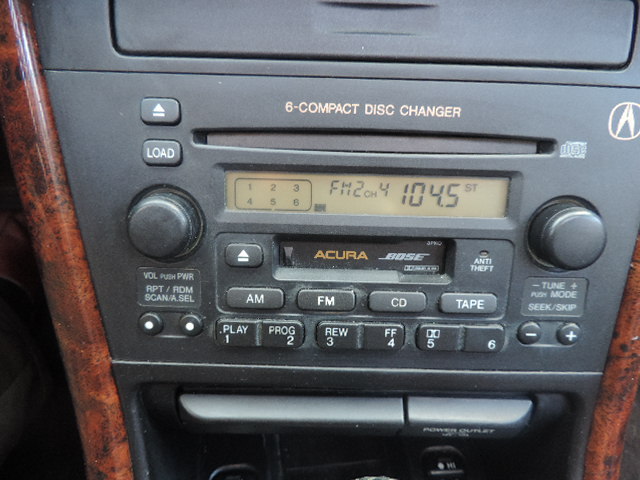 6-COMPACT DISC CHANGER
LOAD
1 2 3
4 5 6
FM2 CH 4 104.5 ST
ACURA BOSE
3PK0
ANTI
THEFT
VOL PUSH PWR
RPT / RDM
SCAN/A.SEL
AM FM CD TAPE
- TUNE +
PUSH MODE
SEEK/SKIP
PLAY PROG REW FF
1 2 3 4 5 6
POWER OUTLET
HI